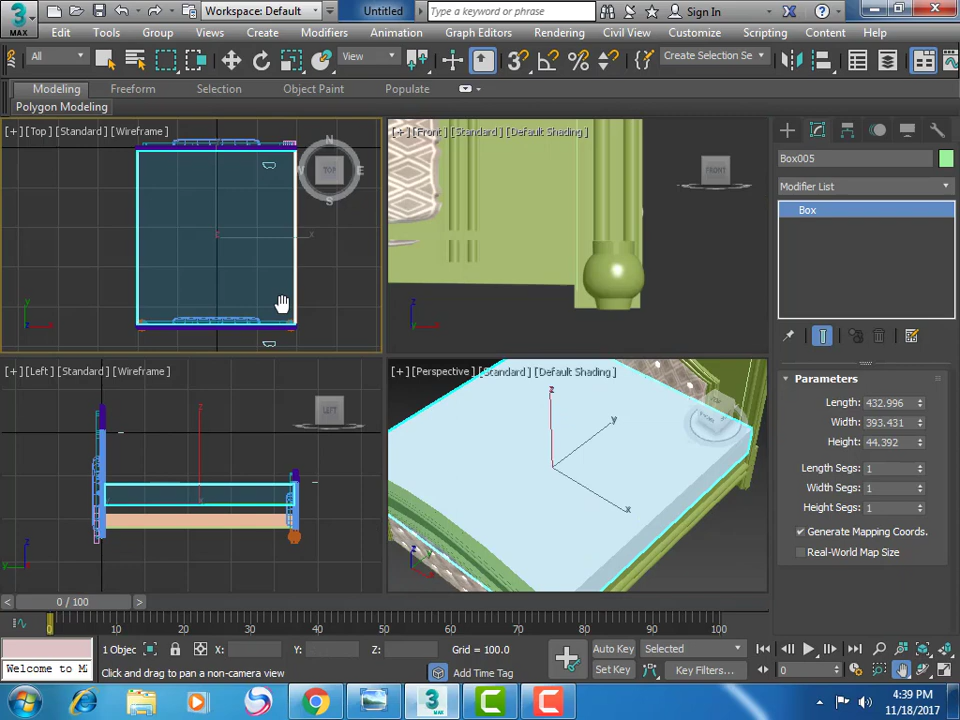 3 MAX Workspace: Default Untitled Type a keyword or phrase Sign In
Edit Tools Group Views Create Modifiers Animation Graph Editors Rendering Civil View Customize Scripting Content Help
All View Create Selection Se
Modeling Freeform Selection Object Paint Populate
Polygon Modeling
[+] [Top] [Standard] [Wireframe]
N
W TOP E
S
[+] [Front] [Standard] [Default Shading]
FRONT
Box005
Modifier List
Box
[+] [Left] [Standard] [Wireframe]
LEFT
[+] [Perspective] [Standard] [Default Shading]
Parameters
Length: 432.996
Width: 393.431
Height: 44.392
Length Segs: 1
Width Segs: 1
Height Segs: 1
Generate Mapping Coords.
Real-World Map Size
z
y
x
0 / 100
0 10 20 30 40 50 60 70 80 90 100
1 Objec X: Y: Z: Grid = 100.0 Auto Key Selected
Welcome to M Click and drag to pan a non-camera view Add Time Tag Set Key Key Filters... 0
4:39 PM
11/18/2017